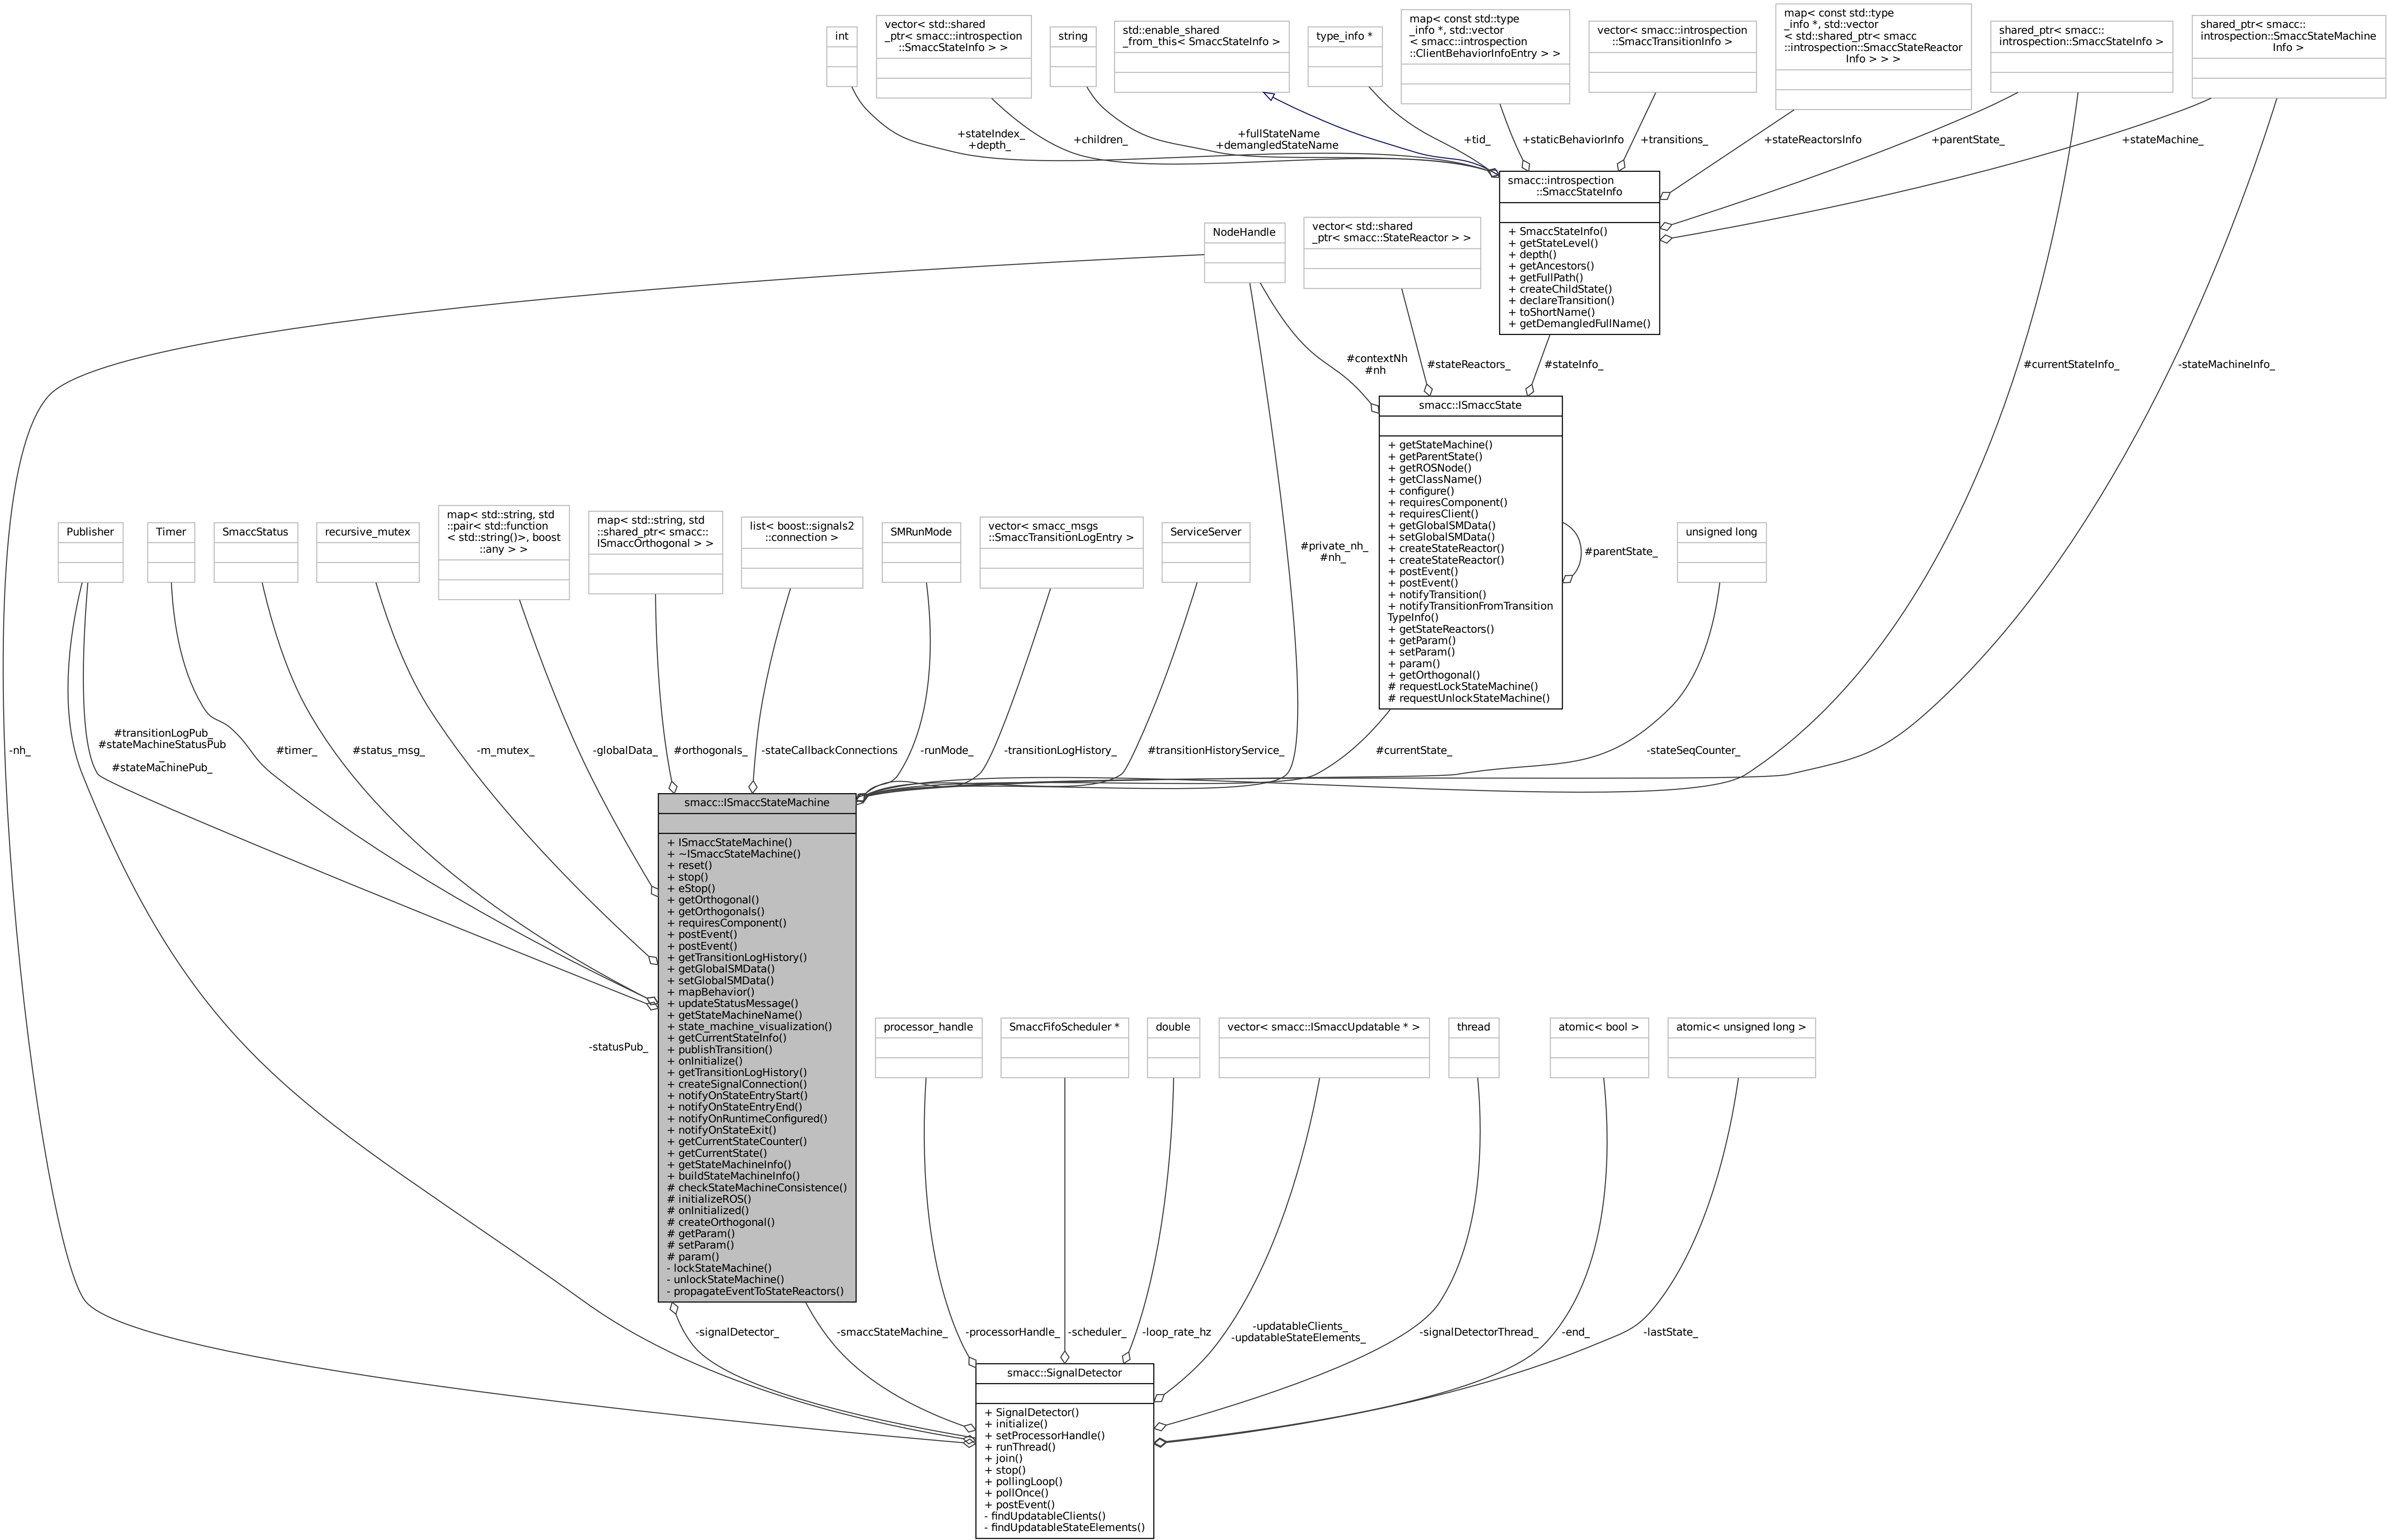 int
vector< std::shared
_ptr< smacc::introspection
::SmaccStateInfo > >
string
std::enable_shared
_from_this< SmaccStateInfo >
type_info *
map< const std::type
_info *, std::vector
< smacc::introspection
::ClientBehaviorInfoEntry > >
vector< smacc::introspection
::SmaccTransitionInfo >
map< const std::type
_info *, std::vector
< std::shared_ptr< smacc
::introspection::SmaccStateReactor
Info > > >
shared_ptr< smacc::
introspection::SmaccStateInfo >
shared_ptr< smacc::
introspection::SmaccStateMachine
Info >
+stateIndex_
+depth_
+children_
+fullStateName
+demangledStateName
+tid_
+staticBehaviorInfo
+transitions_
+stateReactorsInfo
+parentState_
+stateMachine_
smacc::introspection
::SmaccStateInfo
+ SmaccStateInfo()
+ getStateLevel()
+ depth()
+ getAncestors()
+ getFullPath()
+ createChildState()
+ declareTransition()
+ toShortName()
+ getDemangledFullName()
NodeHandle
vector< std::shared
_ptr< smacc::StateReactor > >
#contextNh
#nh
#stateReactors_
#stateInfo_
#currentStateInfo_
-stateMachineInfo_
smacc::ISmaccState
+ getStateMachine()
+ getParentState()
+ getROSNode()
+ getClassName()
+ configure()
+ requiresComponent()
+ requiresClient()
+ getGlobalSMData()
+ setGlobalSMData()
+ createStateReactor()
+ createStateReactor()
+ postEvent()
+ postEvent()
+ notifyTransition()
+ notifyTransitionFromTransition
TypeInfo()
+ getStateReactors()
+ getParam()
+ setParam()
+ param()
+ getOrthogonal()
# requestLockStateMachine()
# requestUnlockStateMachine()
#parentState_
Publisher
Timer
SmaccStatus
recursive_mutex
map< std::string, std
::pair< std::function
< std::string()>, boost
::any > >
map< std::string, std
::shared_ptr< smacc::
ISmaccOrthogonal > >
list< boost::signals2
::connection >
SMRunMode
vector< smacc_msgs
::SmaccTransitionLogEntry >
ServiceServer
#private_nh_
#nh_
unsigned long
-nh_
#transitionLogPub_
#stateMachineStatusPub
_
#stateMachinePub_
#timer_
#status_msg_
-m_mutex_
-globalData_
#orthogonals_
-stateCallbackConnections
-runMode_
-transitionLogHistory_
#transitionHistoryService_
#currentState_
-stateSeqCounter_
smacc::ISmaccStateMachine
+ ISmaccStateMachine()
+ ~ISmaccStateMachine()
+ reset()
+ stop()
+ eStop()
+ getOrthogonal()
+ getOrthogonals()
+ requiresComponent()
+ postEvent()
+ postEvent()
+ getTransitionLogHistory()
+ getGlobalSMData()
+ setGlobalSMData()
+ mapBehavior()
+ updateStatusMessage()
+ getStateMachineName()
+ state_machine_visualization()
+ getCurrentStateInfo()
+ publishTransition()
+ onInitialize()
+ getTransitionLogHistory()
+ createSignalConnection()
+ notifyOnStateEntryStart()
+ notifyOnStateEntryEnd()
+ notifyOnRuntimeConfigured()
+ notifyOnStateExit()
+ getCurrentStateCounter()
+ getCurrentState()
+ getStateMachineInfo()
+ buildStateMachineInfo()
# checkStateMachineConsistence()
# initializeROS()
# onInitialized()
# createOrthogonal()
# getParam()
# setParam()
# param()
- lockStateMachine()
- unlockStateMachine()
- propagateEventToStateReactors()
-statusPub_
processor_handle
SmaccFifoScheduler *
double
vector< smacc::ISmaccUpdatable * >
thread
atomic< bool >
atomic< unsigned long >
-signalDetector_
-smaccStateMachine_
-processorHandle_
-scheduler_
-loop_rate_hz
-updatableClients_
-updatableStateElements_
-signalDetectorThread_
-end_
-lastState_
smacc::SignalDetector
+ SignalDetector()
+ initialize()
+ setProcessorHandle()
+ runThread()
+ join()
+ stop()
+ pollingLoop()
+ pollOnce()
+ postEvent()
- findUpdatableClients()
- findUpdatableStateElements()